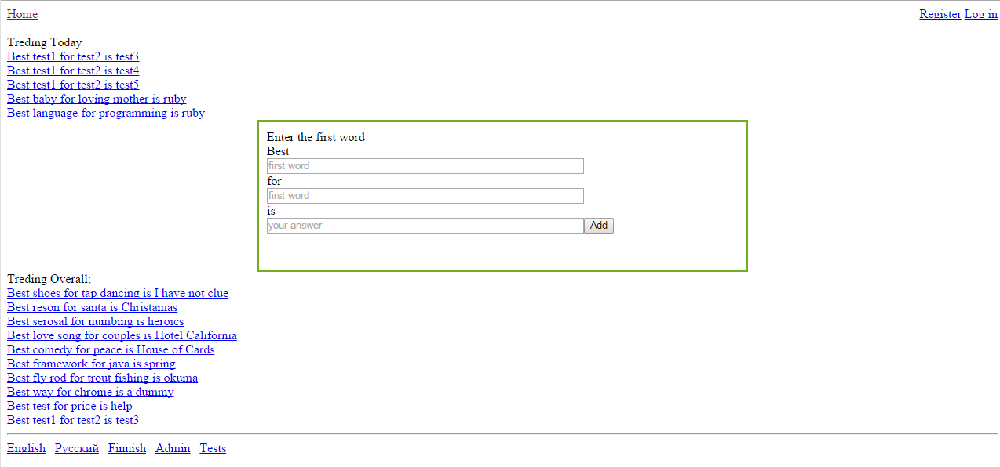 Home Register Log in
Treding Today
Best test1 for test2 is test3
Best test1 for test2 is test4
Best test1 for test2 is test5
Best baby for loving mother is ruby
Best language for programming is ruby
Enter the first word
Best
first word
for
first word
is
your answer Add
Treding Overall;
Best shoes for tap dancing is I have not clue
Best reson for santa is Christamas
Best serosal for numbing is heroics
Best love song for couples is Hotel California
Best comedy for peace is House of Cards
Best framework for java is spring
Best fly rod for trout fishing is okuma
Best way for chrome is a dummy
Best test for price is help
Best test1 for test2 is test3
English Русский Finnish Admin Tests